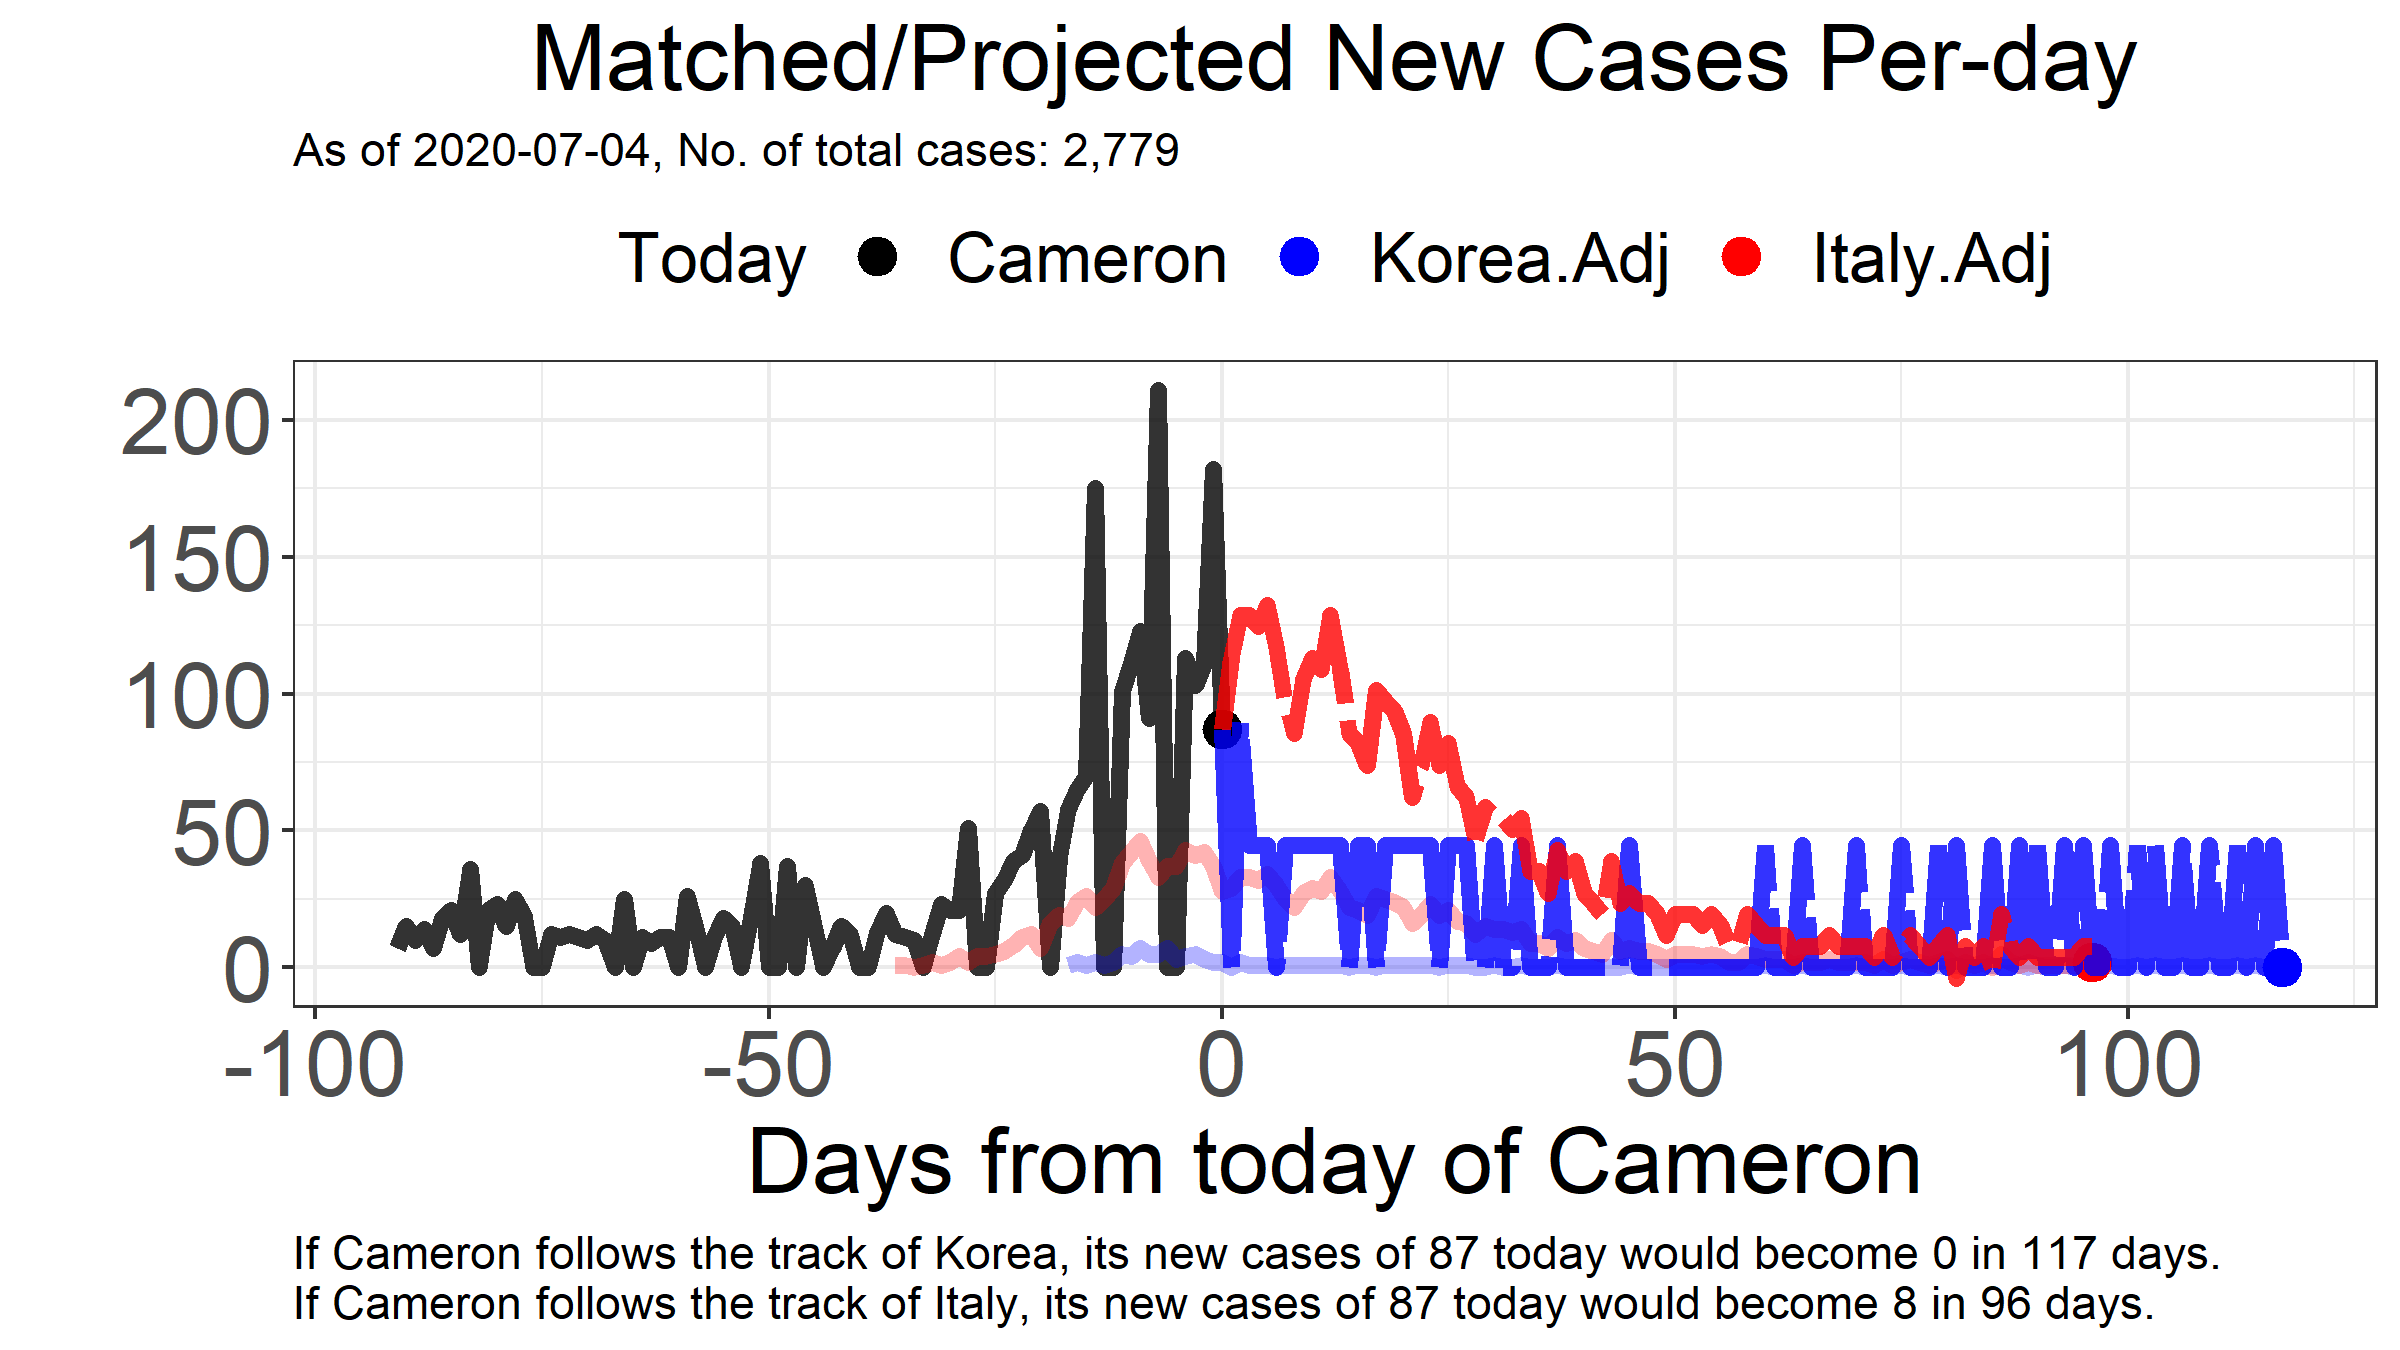 Matched/Projected New Cases Per-day
As of 2020-07-04, No. of total cases: 2,779
Today Cameron Korea.Adj Italy.Adj
200
150
100
50
0
-100 -50 0 50 100
Days from today of Cameron
If Cameron follows the track of Korea, its new cases of 87 today would become 0 in 117 days.
If Cameron follows the track of Italy, its new cases of 87 today would become 8 in 96 days.